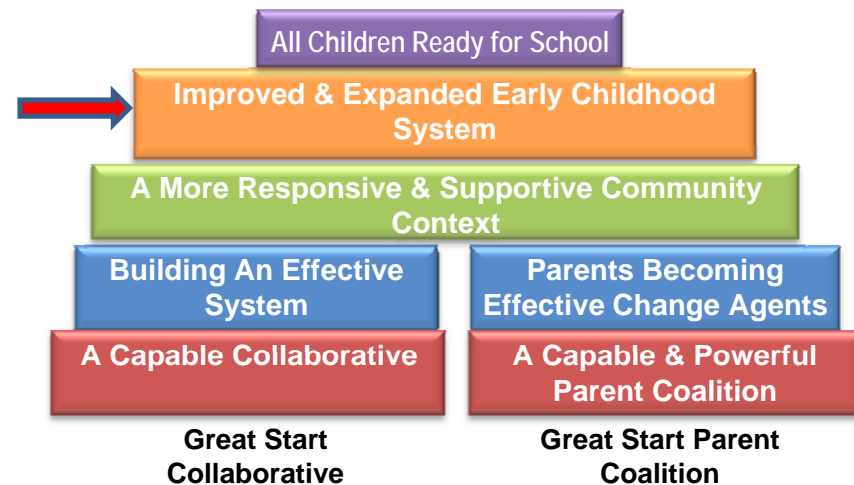 All Children Ready for School
Improved & Expanded Early Childhood
System
A More Responsive & Supportive Community
Context
Building An Effective
System
Parents Becoming
Effective Change Agents
A Capable Collaborative
A Capable & Powerful
Parent Coalition
Great Start
Collaborative
Great Start Parent
Coalition